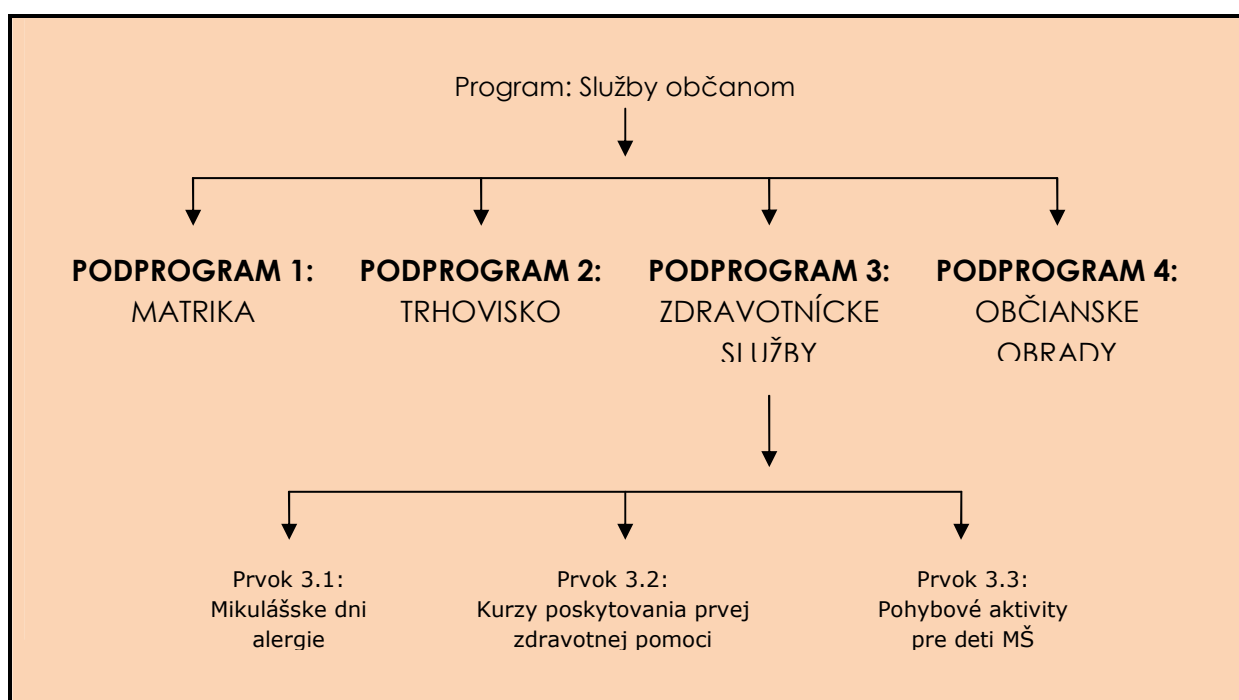 Program: Služby občanom
PODPROGRAM 1:
MATRIKA
PODPROGRAM 2:
TRHOVISKO
PODPROGRAM 3:
ZDRAVOTNÍCKE
SLUŽBY
PODPROGRAM 4:
OBČIANSKE
OBRADY
Prvok 3.1:
Mikulášske dni
alergie
Prvok 3.2:
Kurzy poskytovania prvej
zdravotnej pomoci
Prvok 3.3:
Pohybové aktivity
pre deti MŠ